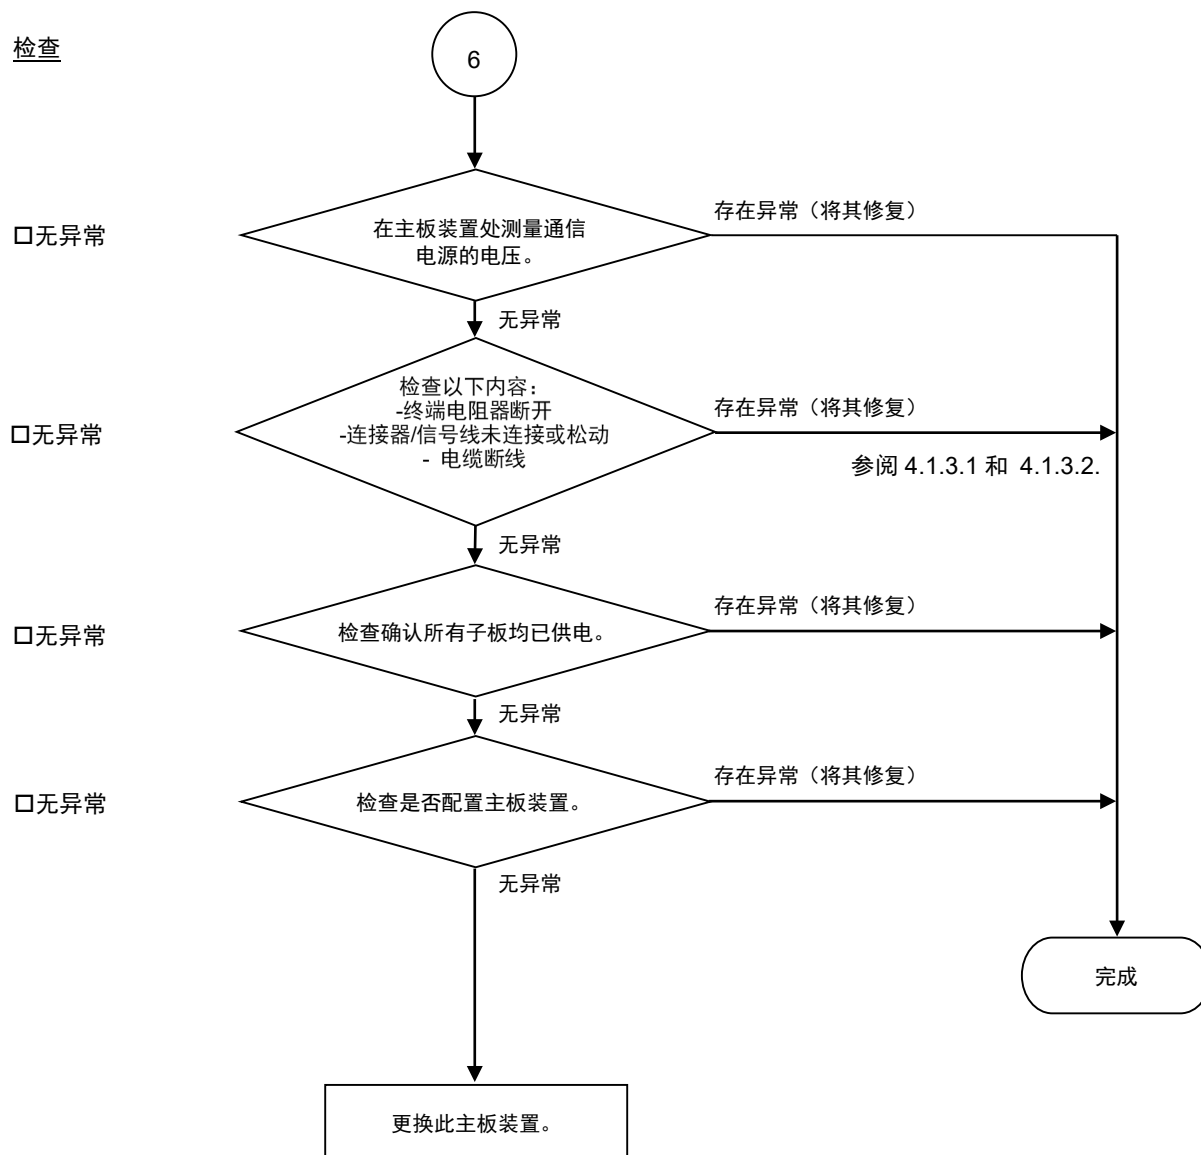 检查
6
在主板装置处测量通信
电源的电压。
存在异常（将其修复）
□无异常
无异常
检查以下内容：
-终端电阻器断开
-连接器/信号线未连接或松动
- 电缆断线
存在异常（将其修复）
□无异常
参阅 4.1.3.1 和 4.1.3.2.
无异常
检查确认所有子板均已供电。
存在异常（将其修复）
□无异常
无异常
检查是否配置主板装置。
存在异常（将其修复）
□无异常
无异常
完成
更换此主板装置。